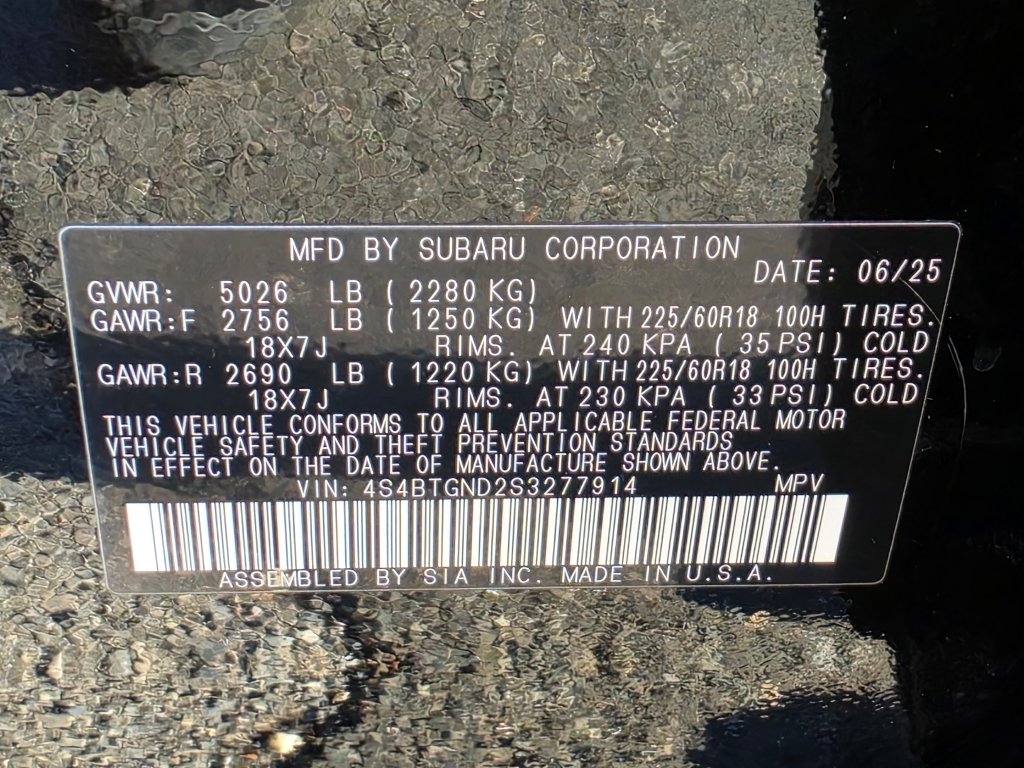 MFD BY SUBARU CORPORATION
DATE: 06/25
GVWR: 5026 LB ( 2280 KG)
GAWR:F 2756 LB ( 1250 KG) WITH 225/60R18 100H TIRES.
18X7J RIMS. AT 240 KPA ( 35 PSI) COLD
GAWR:R 2690 LB ( 1220 KG) WITH 225/60R18 100H TIRES.
18X7J RIMS. AT 230 KPA ( 33 PSI) COLD
THIS VEHICLE CONFORMS TO ALL APPLICABLE FEDERAL MOTOR
VEHICLE SAFETY AND THEFT PREVENTION STANDARDS
IN EFFECT ON THE DATE OF MANUFACTURE SHOWN ABOVE.
VIN: 4S4BTGND2S3277914 MPV
ASSEMBLED BY SIA INC. MADE IN U.S.A.